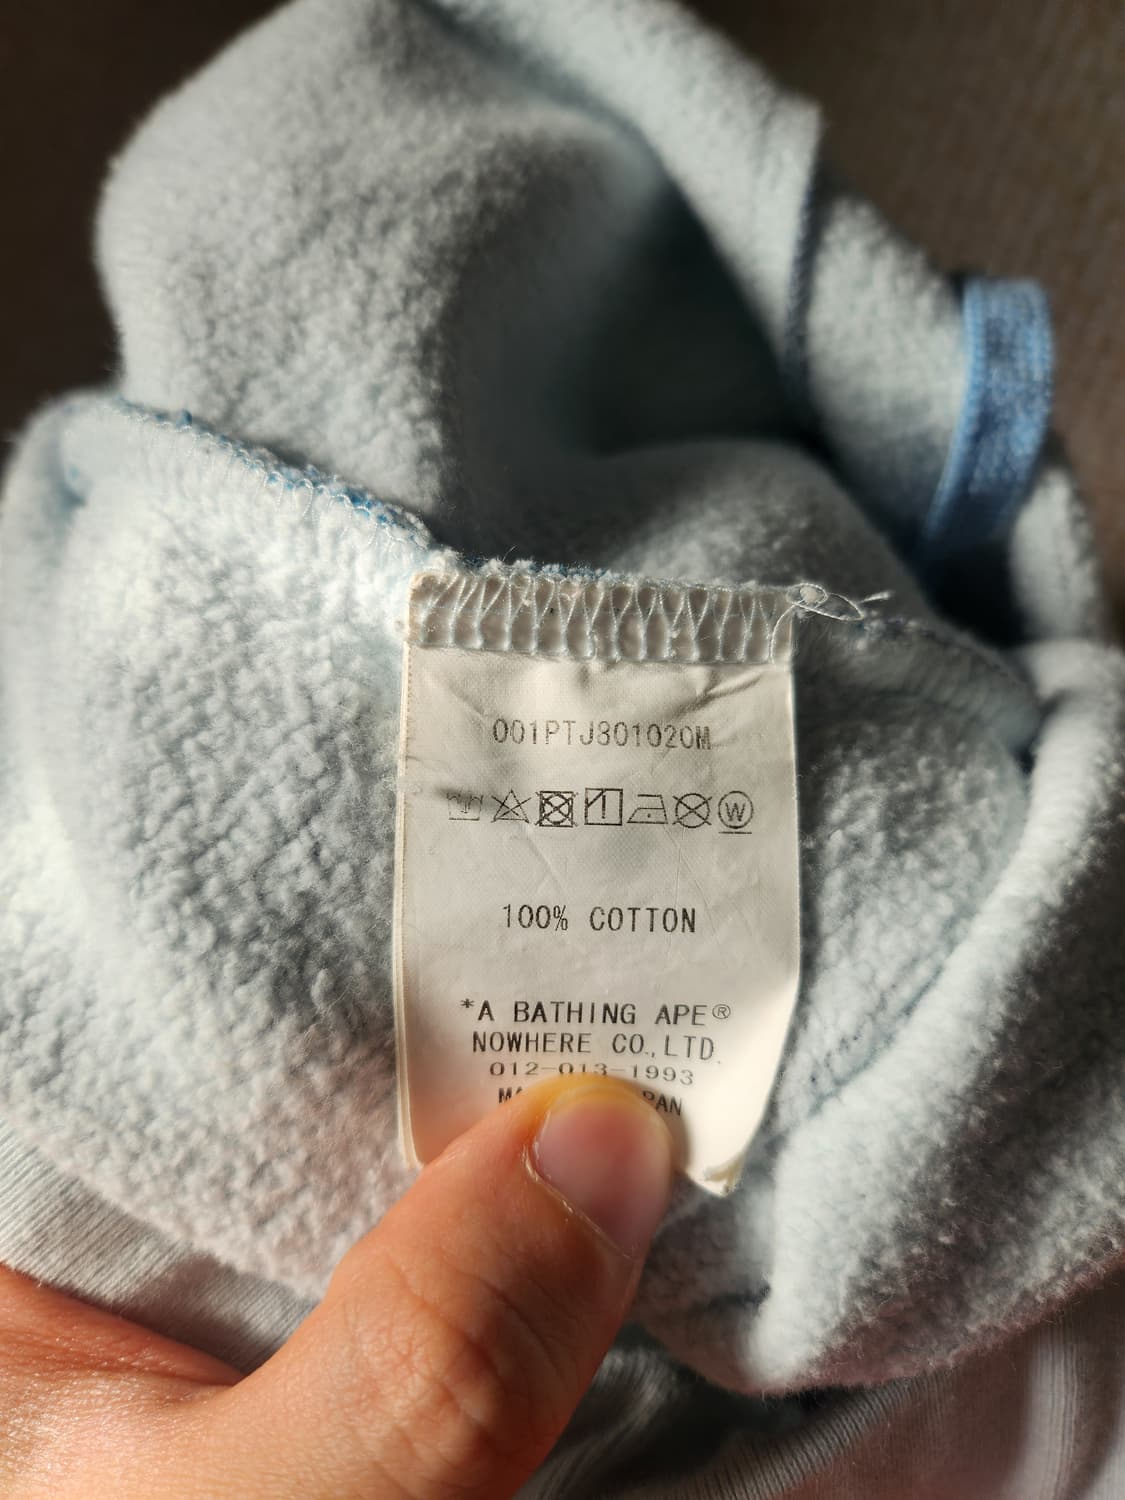 001PTJ301020M
W
100% COTTON
*A BATHING APE®
NOWHERE CO.,LTD.
012-013-1993